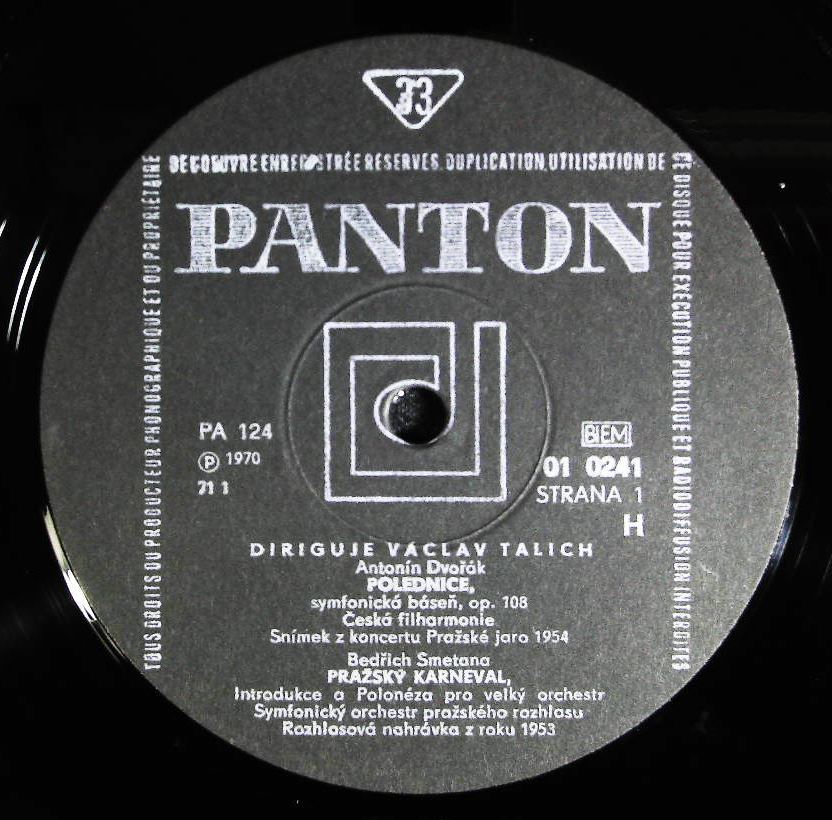 33
TOUS DROITS DU PRODUCTEUR PHONOGRAPHIQUE ET DU PROPRIÉTAIRE
DE L'OEUVRE ENREGISTRÉE RESERVES. DUPLICATION, UTILISATION DE
CE DISQUE POUR EXÉCUTION PUBLIQUE ET RADIODIFFUSION INTERDITES
PANTON
PA 124
Ⓟ 1970
71 1
BIEM
01 0241
STRANA 1
H
DIRIGUJE VÁCLAV TALICH
Antonín Dvořák
POLEDNICE,
symfonická báseň, op. 108
Česká filharmonie
Snímek z koncertu Pražské jaro 1954
Bedřich Smetana
PRAŽSKÝ KARNEVAL,
Introdukce a Polonéza pro velký orchestr
Symfonický orchestr pražského rozhlasu
Rozhlasová nahrávka z roku 1953